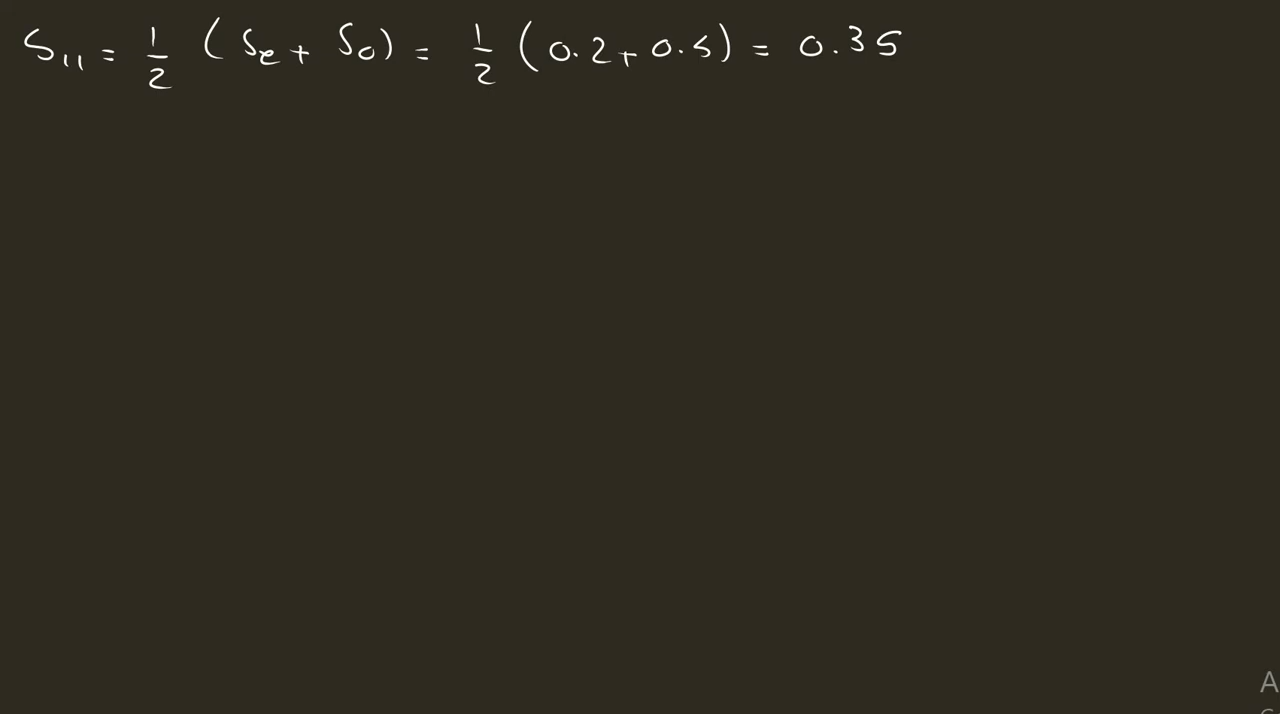 S₁₁ = 1/2 (Se + So) = 1/2 (0.2 + 0.5) = 0.35
A